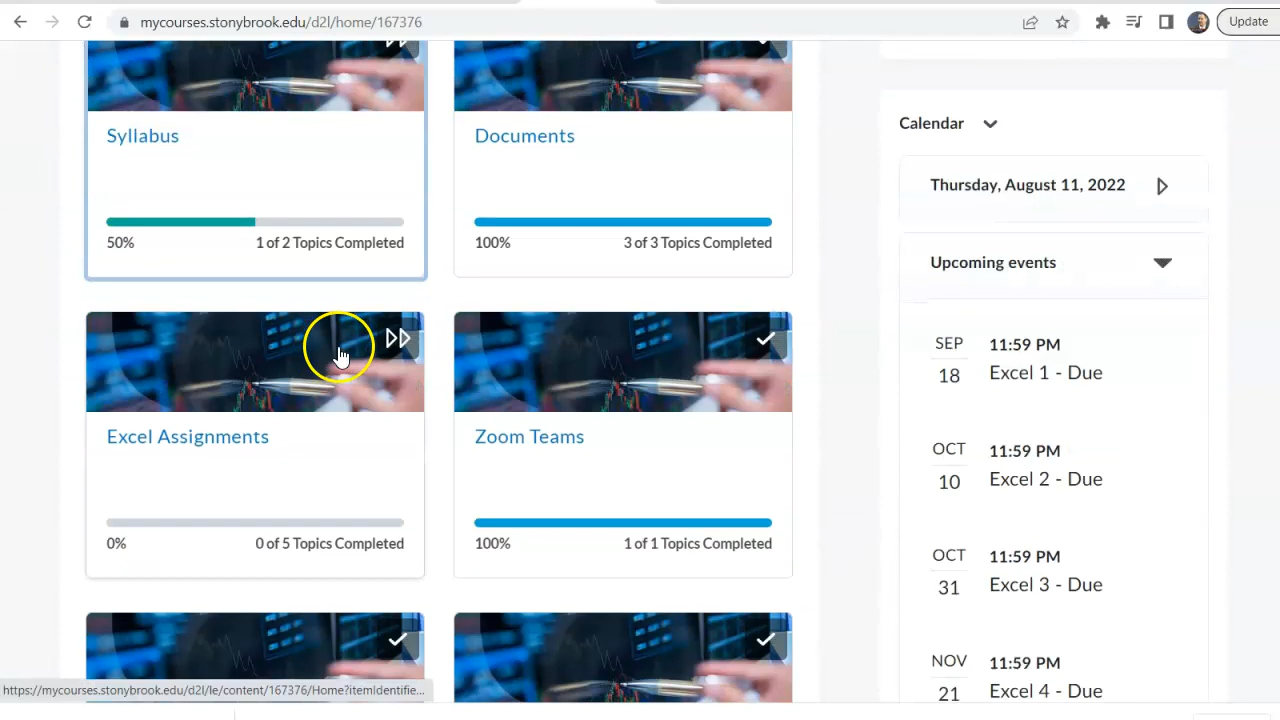 mycourses.stonybrook.edu/d2l/home/167376
Update
Syllabus
50%
1 of 2 Topics Completed
Documents
100%
3 of 3 Topics Completed
Excel Assignments
0%
0 of 5 Topics Completed
Zoom Teams
100%
1 of 1 Topics Completed
Calendar
Thursday, August 11, 2022
Upcoming events
SEP
18
11:59 PM
Excel 1 - Due
OCT
10
11:59 PM
Excel 2 - Due
OCT
31
11:59 PM
Excel 3 - Due
NOV
21
11:59 PM
Excel 4 - Due
https://mycourses.stonybrook.edu/d2l/le/content/167376/Home?itemIdentifie...